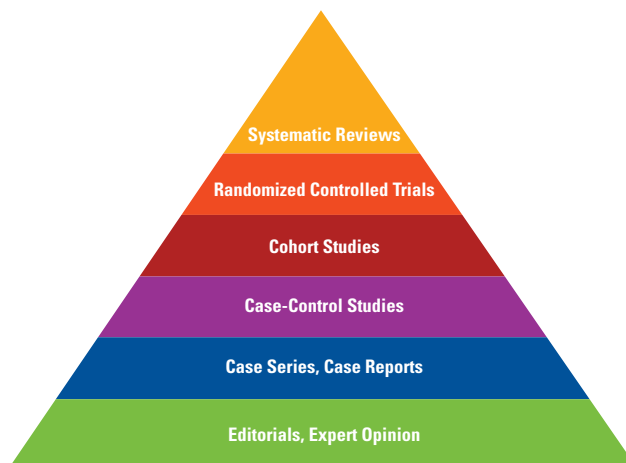 Systematic Reviews
Randomized Controlled Trials
Cohort Studies
Case-Control Studies
Case Series, Case Reports
Editorials, Expert Opinion